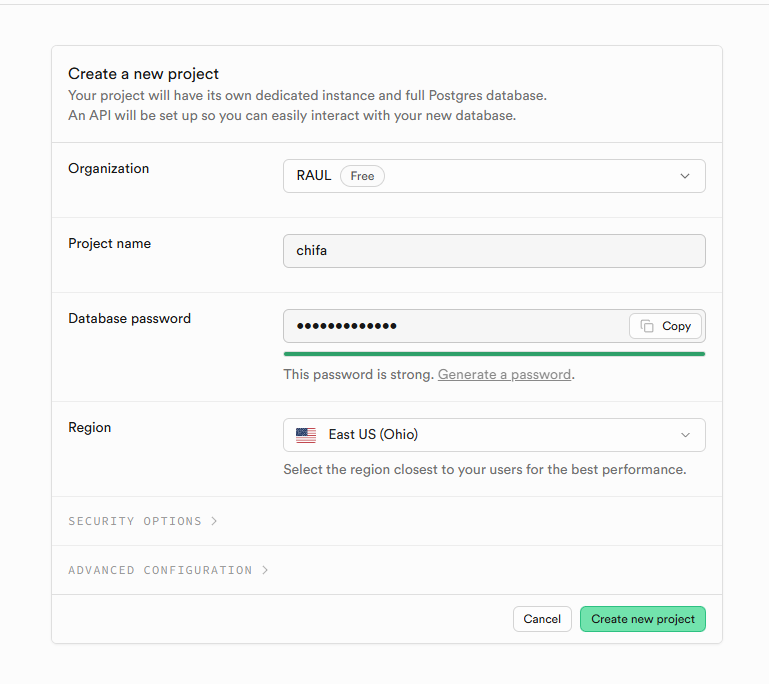 Create a new project
Your project will have its own dedicated instance and full Postgres database.
An API will be set up so you can easily interact with your new database.
Organization
RAUL Free
Project name
chifa
Database password
•••••••••••••
Copy
This password is strong. Generate a password.
Region
East US (Ohio)
Select the region closest to your users for the best performance.
SECURITY OPTIONS >
ADVANCED CONFIGURATION >
Cancel Create new project